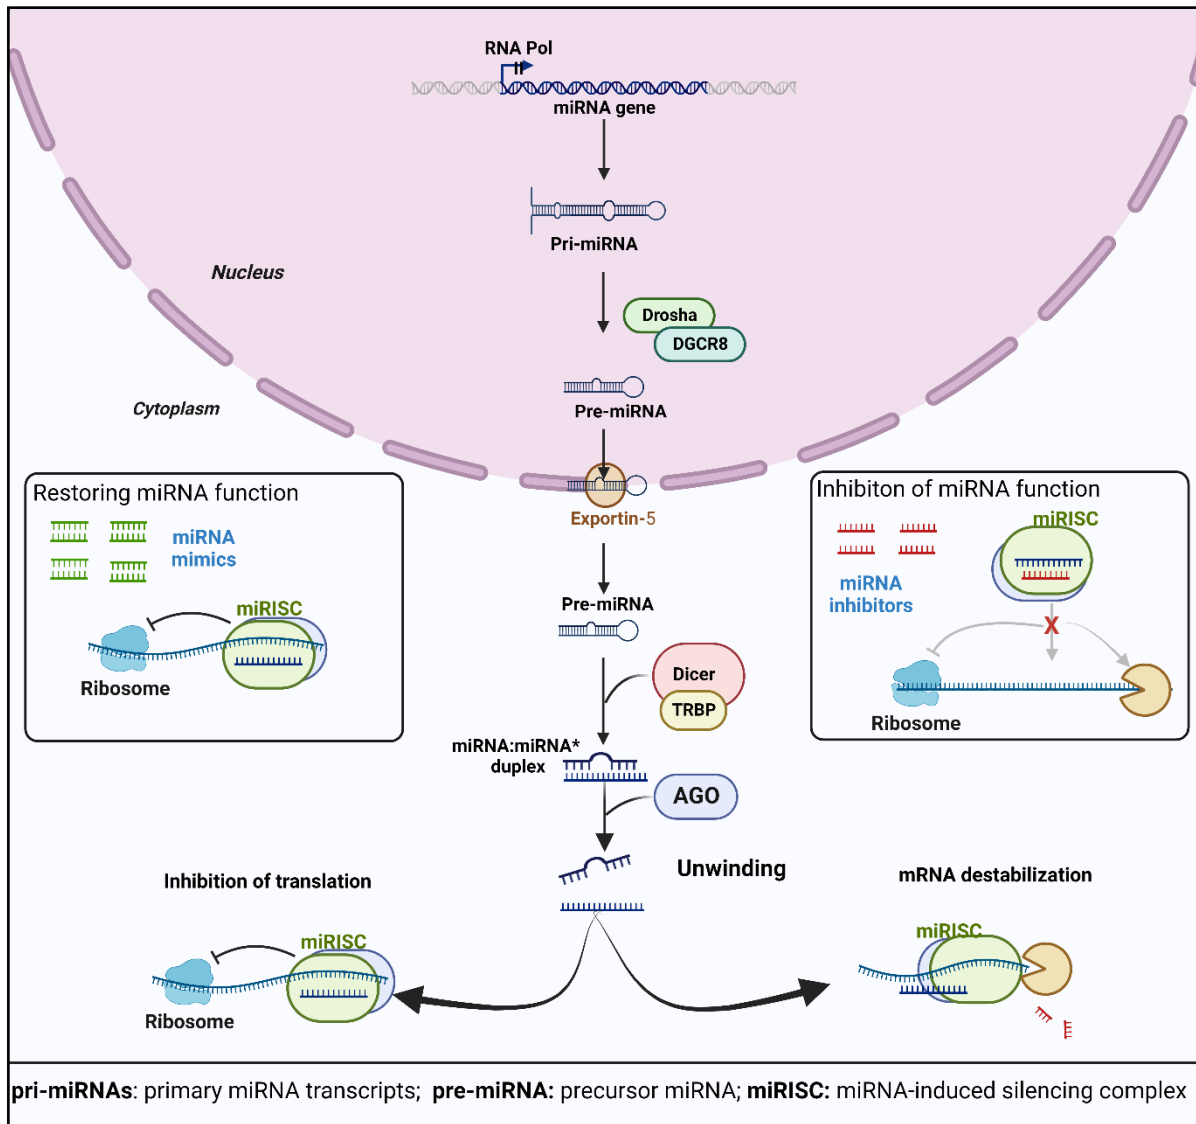 RNA Pol
miRNA gene
Pri-miRNA
Nucleus
Drosha
DGCR8
Pre-miRNA
Cytoplasm
Exportin-5
Restoring miRNA function
miRNA
mimics
miRISC
Ribosome
Inhibiton of miRNA function
miRISC
miRNA
inhibitors
X
Ribosome
Pre-miRNA
Dicer
TRBP
miRNA:miRNA*
duplex
AGO
Unwinding
Inhibition of translation
miRISC
Ribosome
mRNA destabilization
miRISC
pri-miRNAs: primary miRNA transcripts; pre-miRNA: precursor miRNA; miRISC: miRNA-induced silencing complex